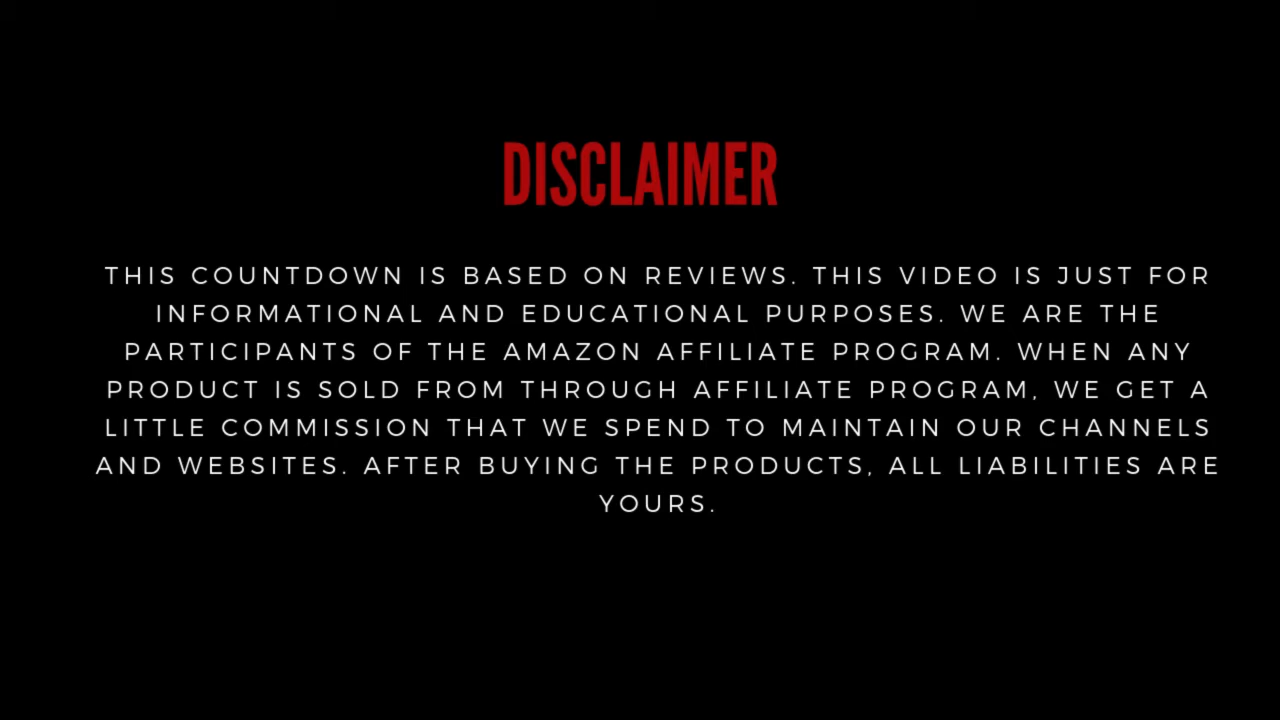 DISCLAIMER
THIS COUNTDOWN IS BASED ON REVIEWS. THIS VIDEO IS JUST FOR
INFORMATIONAL AND EDUCATIONAL PURPOSES. WE ARE THE
PARTICIPANTS OF THE AMAZON AFFILIATE PROGRAM. WHEN ANY
PRODUCT IS SOLD FROM THROUGH AFFILIATE PROGRAM, WE GET A
LITTLE COMMISSION THAT WE SPEND TO MAINTAIN OUR CHANNELS
AND WEBSITES. AFTER BUYING THE PRODUCTS, ALL LIABILITIES ARE
YOURS.